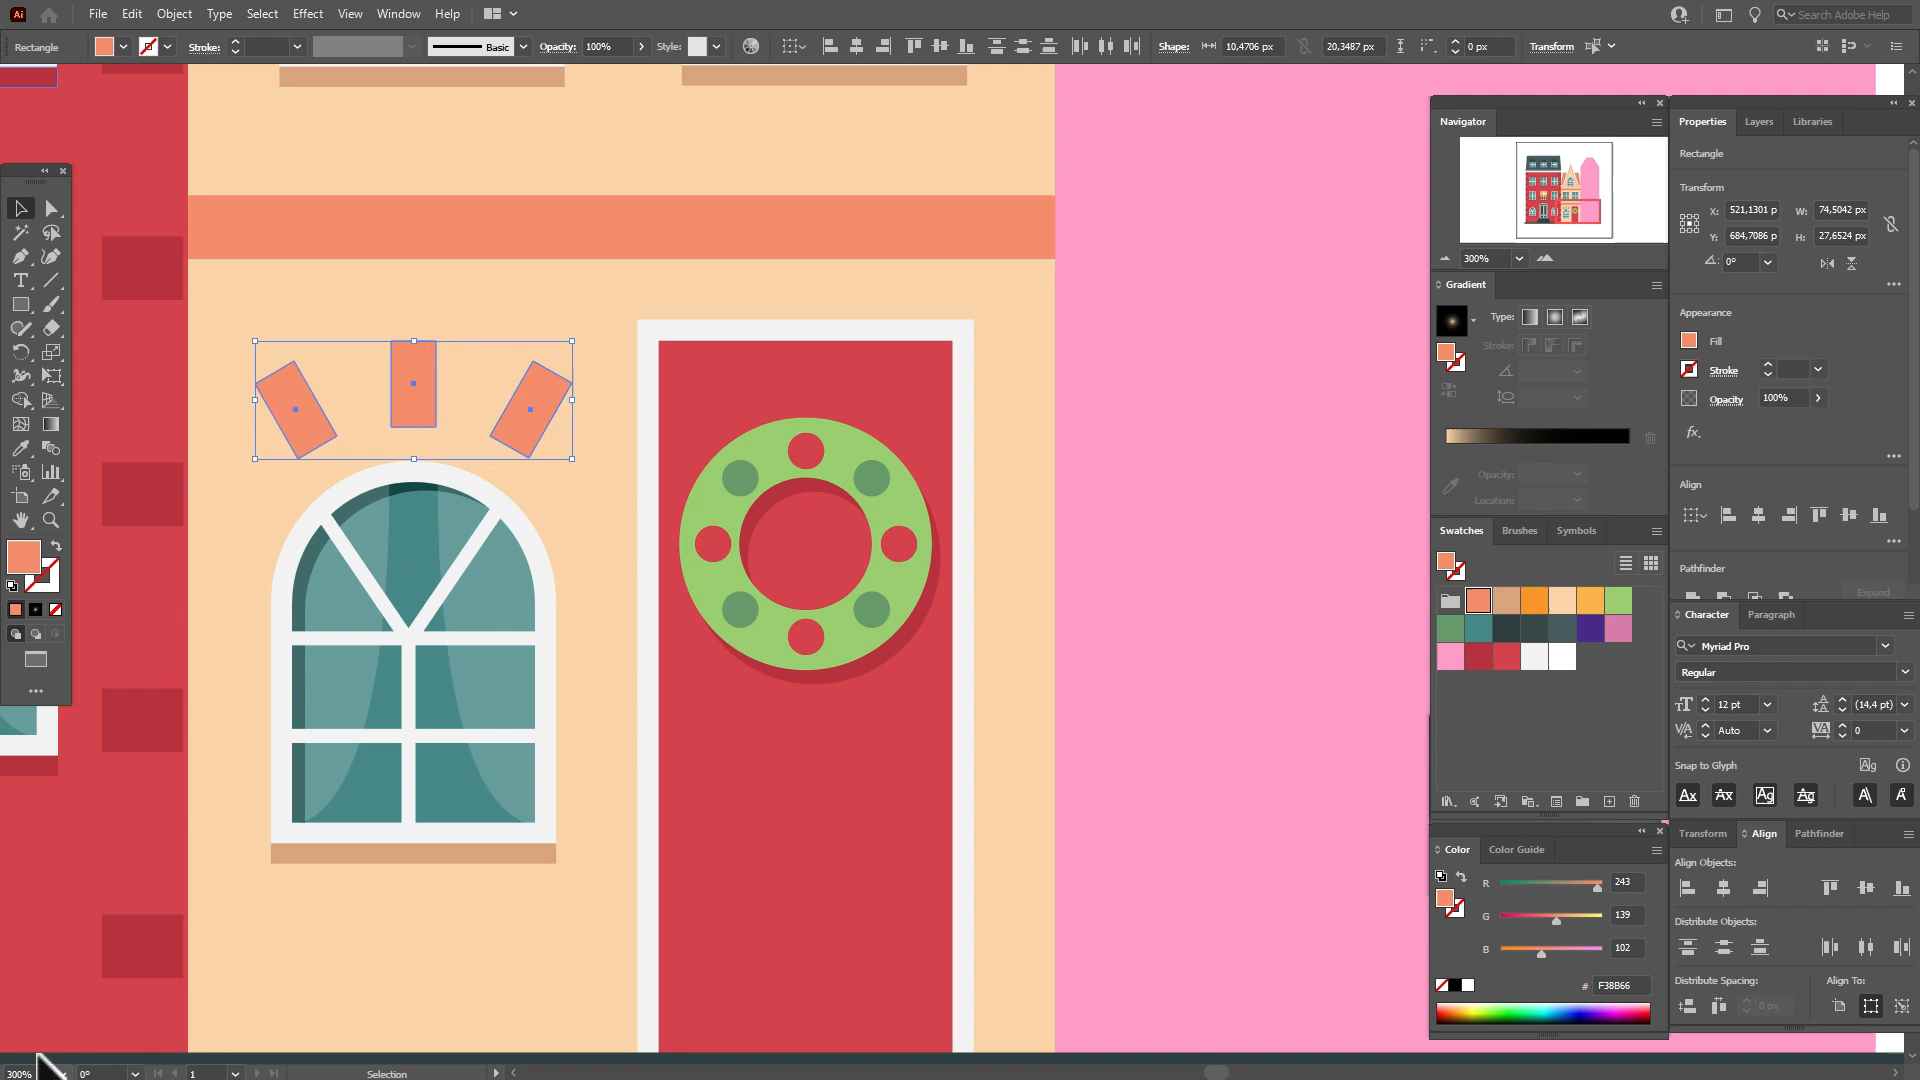 Ai File Edit Object Type Select Effect View Window Help Search Adobe Help
Rectangle Stroke: Basic Opacity: 100% Style: Shape: 10,4706 px 20,3487 px 0 px Transform
Navigator
300%
Gradient
Type:
Stroke:
Opacity:
Location:
Swatches Brushes Symbols
Color Color Guide
R 243
G 139
B 102
# F38B66
Properties Layers Libraries
Rectangle
Transform
X: 521,1301 p W: 74,5042 px
Y: 684,7086 p H: 27,6524 px
0°
Appearance
Fill
Stroke
Opacity 100%
fx.
Align
Pathfinder
Expand
Character Paragraph
Myriad Pro
Regular
12 pt (14,4 pt)
Auto 0
Snap to Glyph
Transform Align Pathfinder
Align Objects:
Distribute Objects:
Distribute Spacing: Align To:
0 px
300% 0° 1 Selection